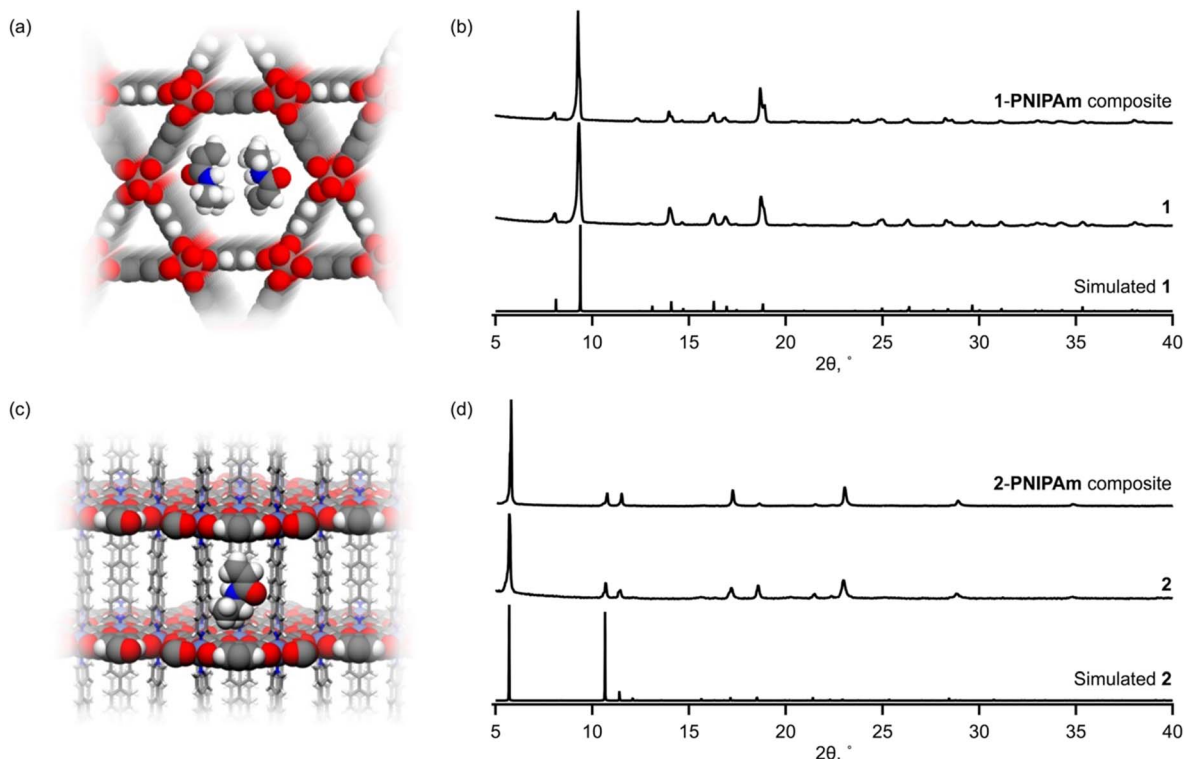 (a)
(b)
1-PNIPAm composite
1
Simulated 1
5 10 15 20 25 30 35 40
2θ, °
(c)
(d)
2-PNIPAm composite
2
Simulated 2
5 10 15 20 25 30 35 40
2θ, °